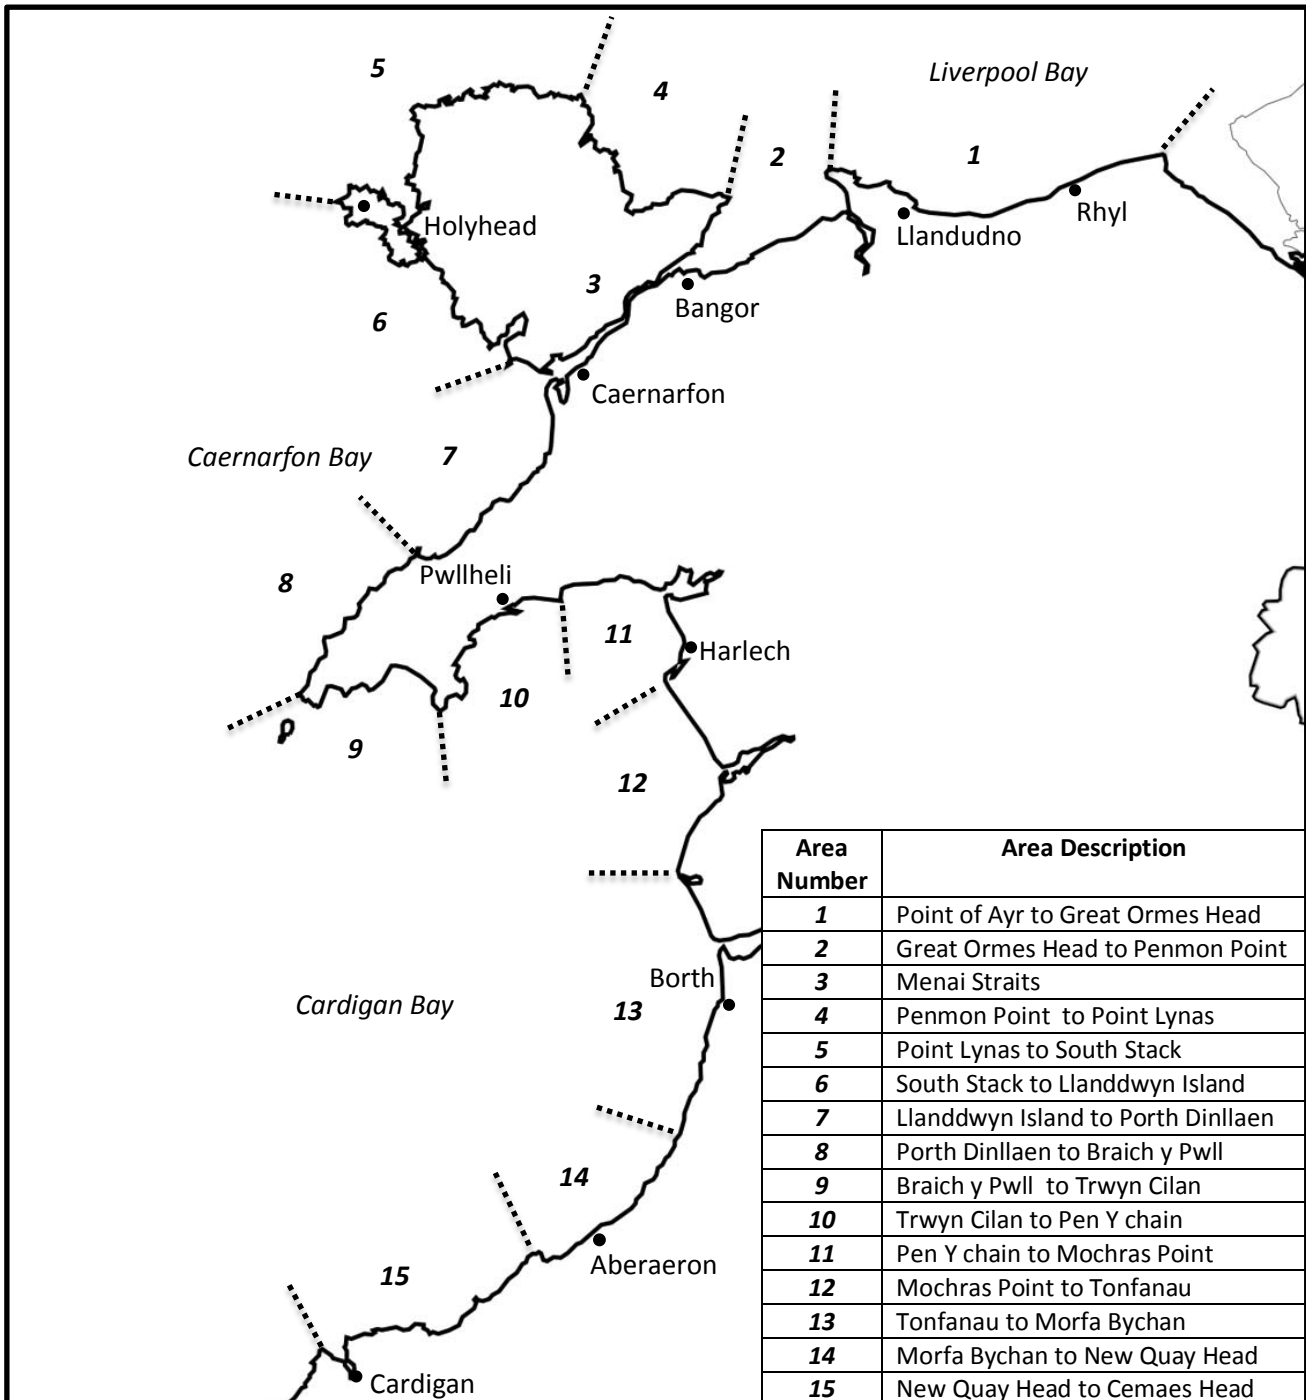 5
4
Liverpool Bay
2
1
Rhyl
Holyhead
Llandudno
3
Bangor
6
Caernarfon
Caernarfon Bay
7
8
Pwllheli
11
Harlech
10
9
12
Borth
Cardigan Bay
13
14
Aberaeron
15
Cardigan
Area Number Area Description
1 Point of Ayr to Great Ormes Head
2 Great Ormes Head to Penmon Point
3 Menai Straits
4 Penmon Point to Point Lynas
5 Point Lynas to South Stack
6 South Stack to Llanddwyn Island
7 Llanddwyn Island to Porth Dinllaen
8 Porth Dinllaen to Braich y Pwll
9 Braich y Pwll to Trwyn Cilan
10 Trwyn Cilan to Pen Y chain
11 Pen Y chain to Mochras Point
12 Mochras Point to Tonfanau
13 Tonfanau to Morfa Bychan
14 Morfa Bychan to New Quay Head
15 New Quay Head to Cemaes Head